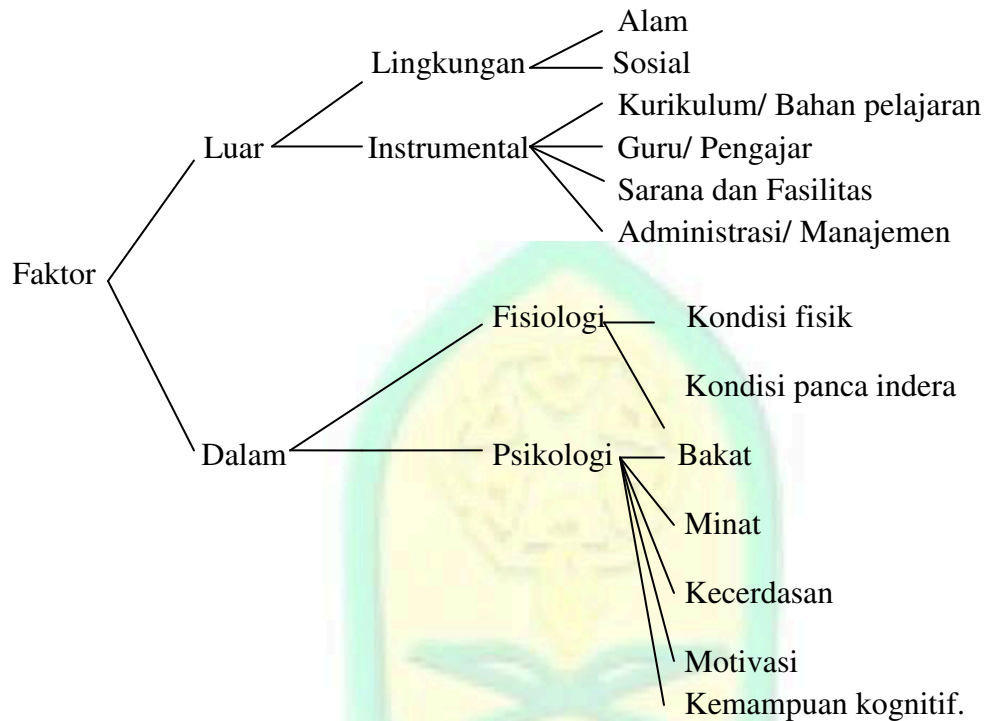 Alam
Lingkungan
Sosial
Kurikulum/ Bahan pelajaran
Luar
Instrumental
Guru/ Pengajar
Sarana dan Fasilitas
Administrasi/ Manajemen
Faktor
Fisiologi
Kondisi fisik
Kondisi panca indera
Dalam
Psikologi
Bakat
Minat
Kecerdasan
Motivasi
Kemampuan kognitif.